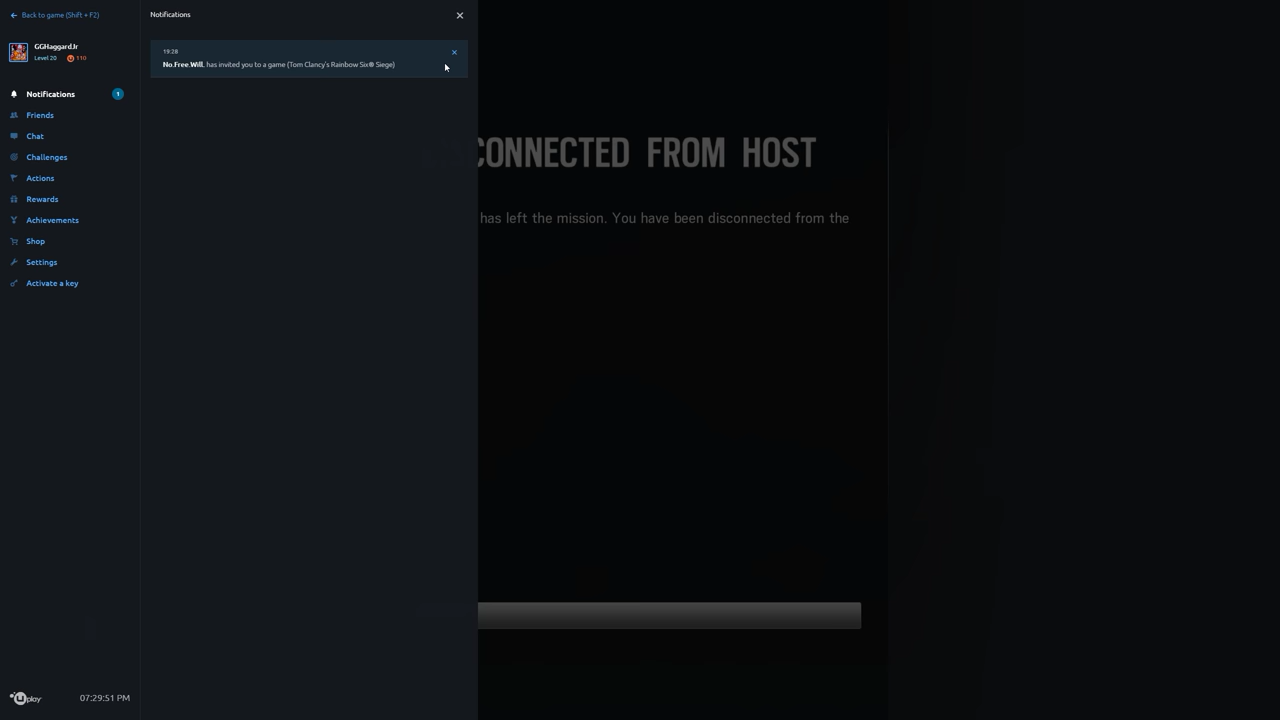 Back to game (Shift + F2)
GGHaggardJr
Level 20 110
Notifications 1
Friends
Chat
Challenges
Actions
Rewards
Achievements
Shop
Settings
Activate a key
uplay 07:29:51 PM
Notifications
19:28
No.Free.Will. has invited you to a game (Tom Clancy's Rainbow Six® Siege)
CONNECTED FROM HOST
has left the mission. You have been disconnected from the